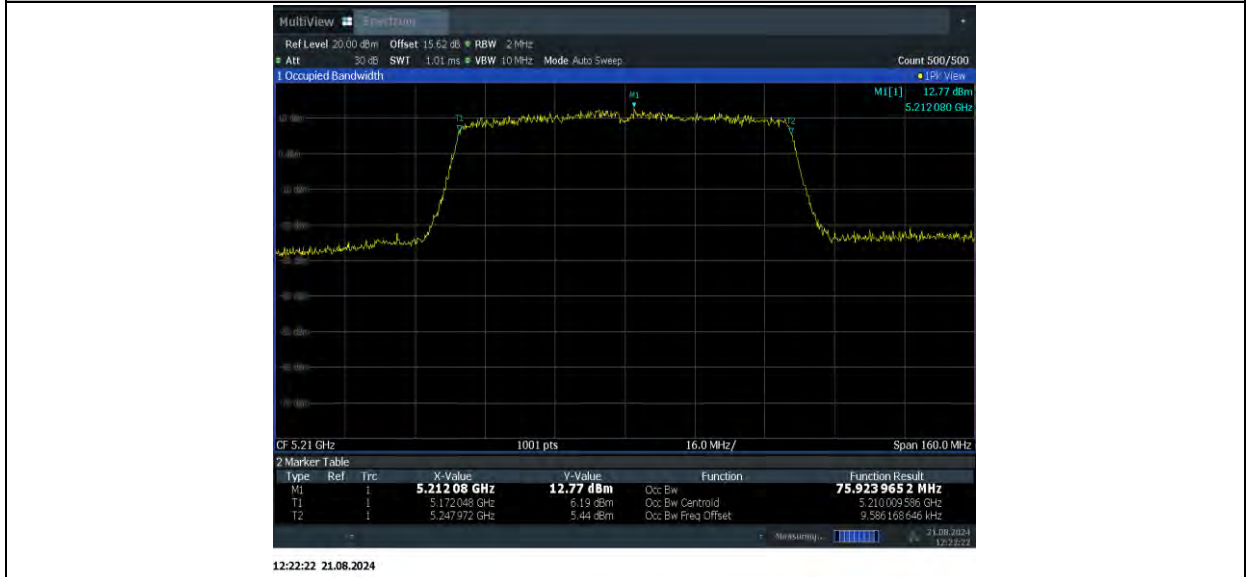 MultiView Spectrum
Ref Level 20.00 dBm Offset 15.62 dB RBW 2 MHz
Att 30 dB SWT 1.01 ms VBW 10 MHz Mode Auto Sweep Count 500/500
1 Occupied Bandwidth 1Pk View
M1[1] 12.77 dBm
5.212 080 GHz
M1
T1
T2
10 dBm
0 dBm
CF 5.21 GHz 1001 pts 16.0 MHz/ Span 160.0 MHz
2 Marker Table
Type Ref Trc X-Value Y-Value Function Function Result
M1 1 5.212 08 GHz 12.77 dBm Occ Bw 75.923 965 2 MHz
T1 1 5.172 048 GHz 6.19 dBm Occ Bw Centroid 5.210 009 586 GHz
T2 1 5.247 972 GHz 5.44 dBm Occ Bw Freq Offset 9.586 168 646 kHz
Measuring... 21.08.2024
12:22:22
12:22:22 21.08.2024